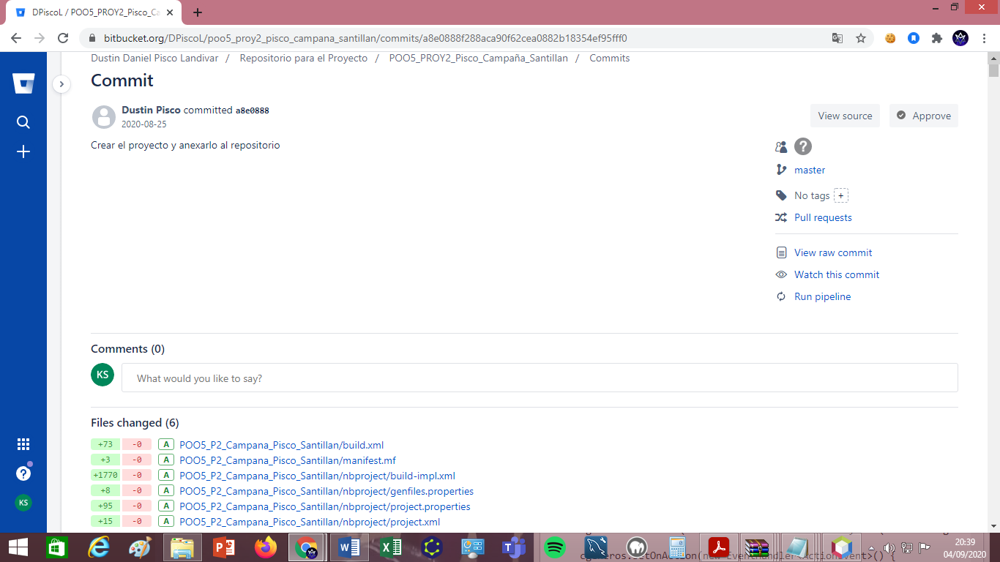 DPiscoL / POO5_PROY2_Pisco_Ca
bitbucket.org/DPiscoL/poo5_proy2_pisco_campana_santillan/commits/a8e0888f288aca90f62cea0882b18354ef95fff0
Dustin Daniel Pisco Landivar / Repositorio para el Proyecto / POO5_PROY2_Pisco_Campaña_Santillan / Commits
Commit
Dustin Pisco committed a8e0888
2020-08-25
View source
Approve
Crear el proyecto y anexarlo al repositorio
master
No tags +
Pull requests
View raw commit
Watch this commit
Run pipeline
Comments (0)
KS
What would you like to say?
Files changed (6)
+73 -0 A POO5_P2_Campana_Pisco_Santillan/build.xml
+3 -0 A POO5_P2_Campana_Pisco_Santillan/manifest.mf
+1770 -0 A POO5_P2_Campana_Pisco_Santillan/nbproject/build-impl.xml
+8 -0 A POO5_P2_Campana_Pisco_Santillan/nbproject/genfiles.properties
+95 -0 A POO5_P2_Campana_Pisco_Santillan/nbproject/project.properties
+15 -0 A POO5_P2_Campana_Pisco_Santillan/nbproject/project.xml
KS
20:39
04/09/2020